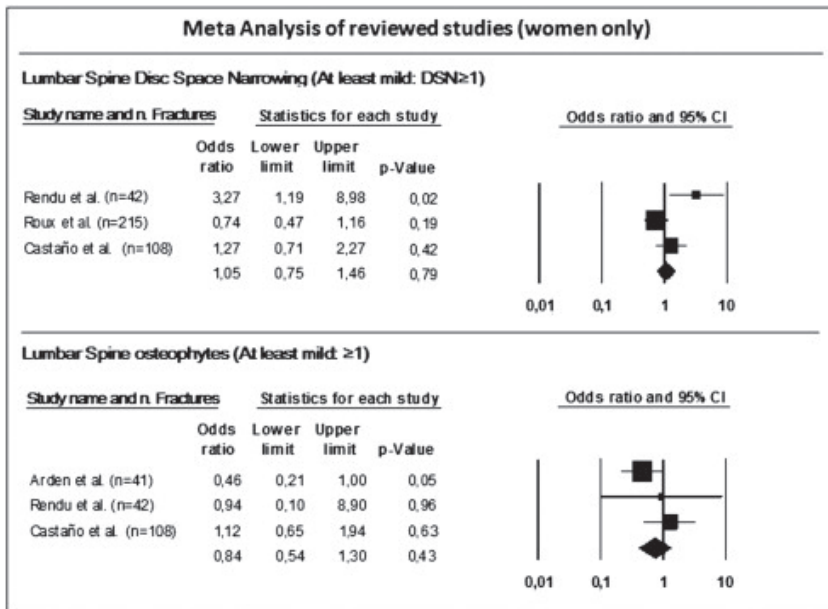 Meta Analysis of reviewed studies (women only)
Lumbar Spine Disc Space Narrowing (At least mild: DSN≥1)
Study name and n. Fractures Statistics for each study Odds ratio and 95% CI
Odds Lower Upper
ratio limit limit p-Value
Rendu et al. (n=42) 3,27 1,19 8,98 0,02
Roux et al. (n=215) 0,74 0,47 1,16 0,19
Castaño et al. (n=108) 1,27 0,71 2,27 0,42
1,05 0,75 1,46 0,79
0,01 0,1 1 10
Lumbar Spine osteophytes (At least mild: ≥1)
Study name and n. Fractures Statistics for each study Odds ratio and 95% CI
Odds Lower Upper
ratio limit limit p-Value
Arden et al. (n=41) 0,46 0,21 1,00 0,05
Rendu et al. (n=42) 0,94 0,10 8,90 0,96
Castaño et al. (n=108) 1,12 0,65 1,94 0,63
0,84 0,54 1,30 0,43
0,01 0,1 1 10